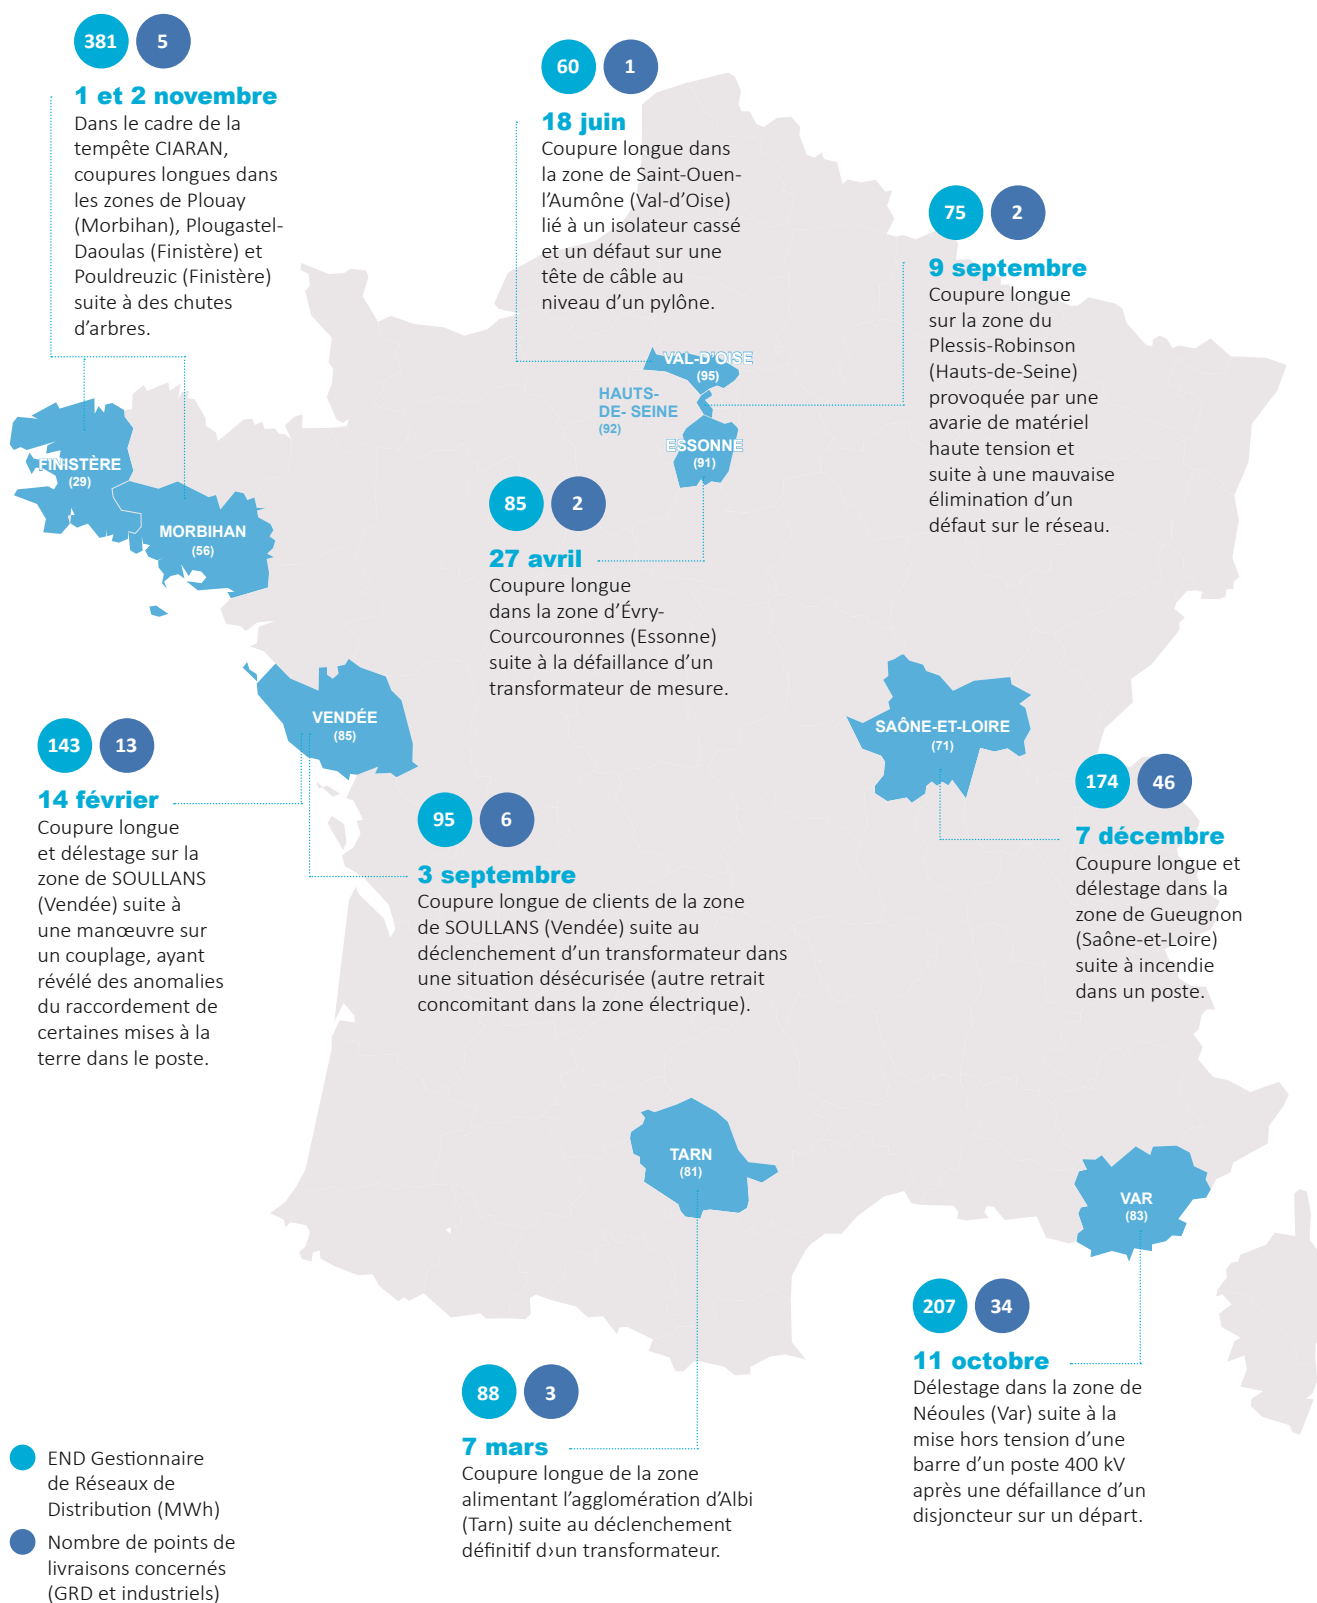 381
5
1 et 2 novembre
Dans le cadre de la
tempête CIARAN,
coupures longues dans
les zones de Plouay
(Morbihan), Plougastel-
Daoulas (Finistère) et
Pouldreuzic (Finistère)
suite à des chutes
d’arbres.
60
1
18 juin
Coupure longue dans
la zone de Saint-Ouen-
l’Aumône (Val-d’Oise)
lié à un isolateur cassé
et un défaut sur une
tête de câble au
niveau d’un pylône.
75
2
9 septembre
Coupure longue
sur la zone du
Plessis-Robinson
(Hauts-de-Seine)
provoquée par une
avarie de matériel
haute tension et
suite à une mauvaise
élimination d’un
défaut sur le réseau.
VAL-D’OISE
(95)
HAUTS-
DE- SEINE
(92)
ESSONNE
(91)
FINISTÈRE
(29)
MORBIHAN
(56)
85
2
27 avril
Coupure longue
dans la zone d’Évry-
Courcouronnes (Essonne)
suite à la défaillance d’un
transformateur de mesure.
VENDÉE
(85)
SAÔNE-ET-LOIRE
(71)
143
13
14 février
Coupure longue
et délestage sur la
zone de SOULLANS
(Vendée) suite à
une manœuvre sur
un couplage, ayant
révélé des anomalies
du raccordement de
certaines mises à la
terre dans le poste.
95
6
3 septembre
Coupure longue de clients de la zone
de SOULLANS (Vendée) suite au
déclenchement d’un transformateur dans
une situation désécurisée (autre retrait
concomitant dans la zone électrique).
174
46
7 décembre
Coupure longue et
délestage dans la
zone de Gueugnon
(Saône-et-Loire)
suite à incendie
dans un poste.
TARN
(81)
VAR
(83)
88
3
7 mars
Coupure longue de la zone
alimentant l’agglomération d’Albi
(Tarn) suite au déclenchement
définitif d›un transformateur.
207
34
11 octobre
Délestage dans la zone de
Néoules (Var) suite à la
mise hors tension d’une
barre d’un poste 400 kV
après une défaillance d’un
disjoncteur sur un départ.
END Gestionnaire
de Réseaux de
Distribution (MWh)
Nombre de points de
livraisons concernés
(GRD et industriels)